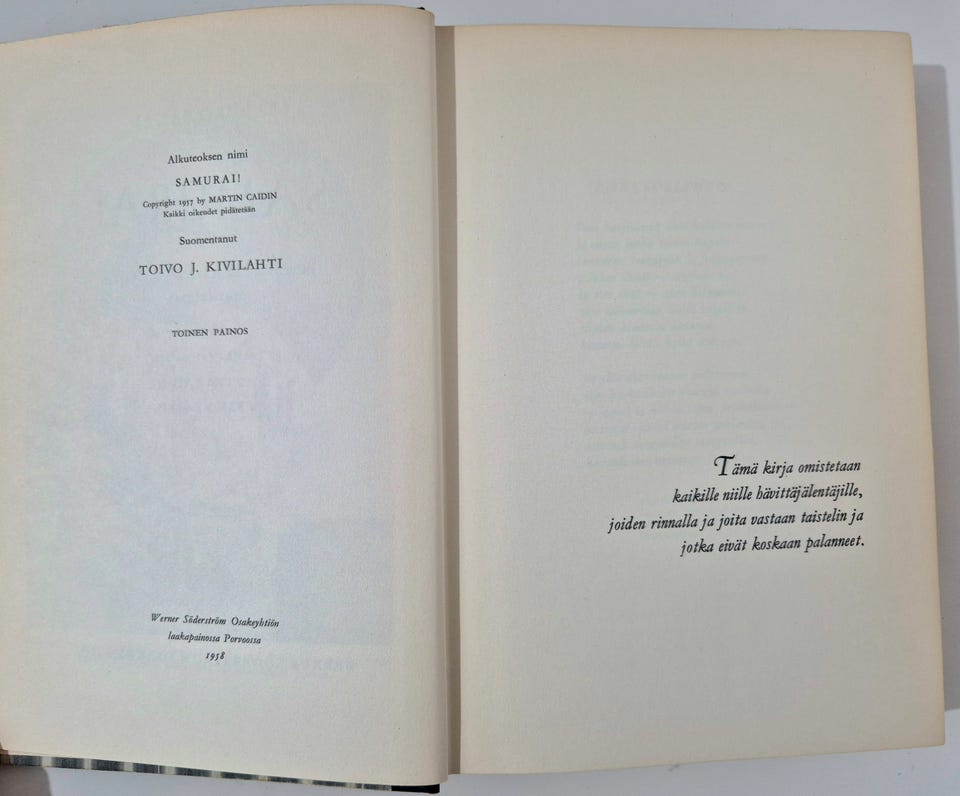 Alkuteoksen nimi
SAMURAI!
Copyright 1957 by MARTIN CAIDIN
Kaikki oikeudet pidätetään
Suomentanut
TOIVO J. KIVILAHTI
TOINEN PAINOS
Werner Söderström Osakeyhtiön
laakapainossa Porvoossa
1958
Tämä kirja omistetaan
kaikille niille hävittäjälentäjille,
joiden rinnalla ja joita vastaan taistelin ja
jotka eivät koskaan palanneet.